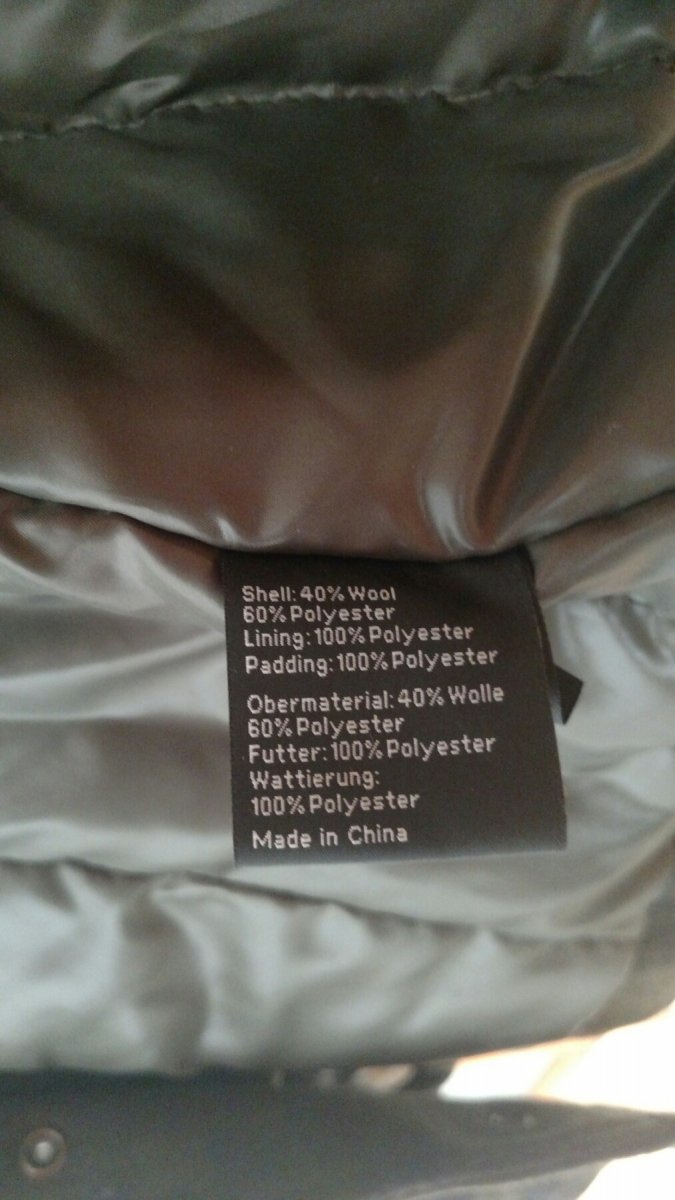 Shell: 40% Wool
60% Polyester
Lining: 100% Polyester
Padding: 100% Polyester
Obermaterial: 40% Wolle
60% Polyester
Futter: 100% Polyester
Wattierung:
100% Polyester
Made in China